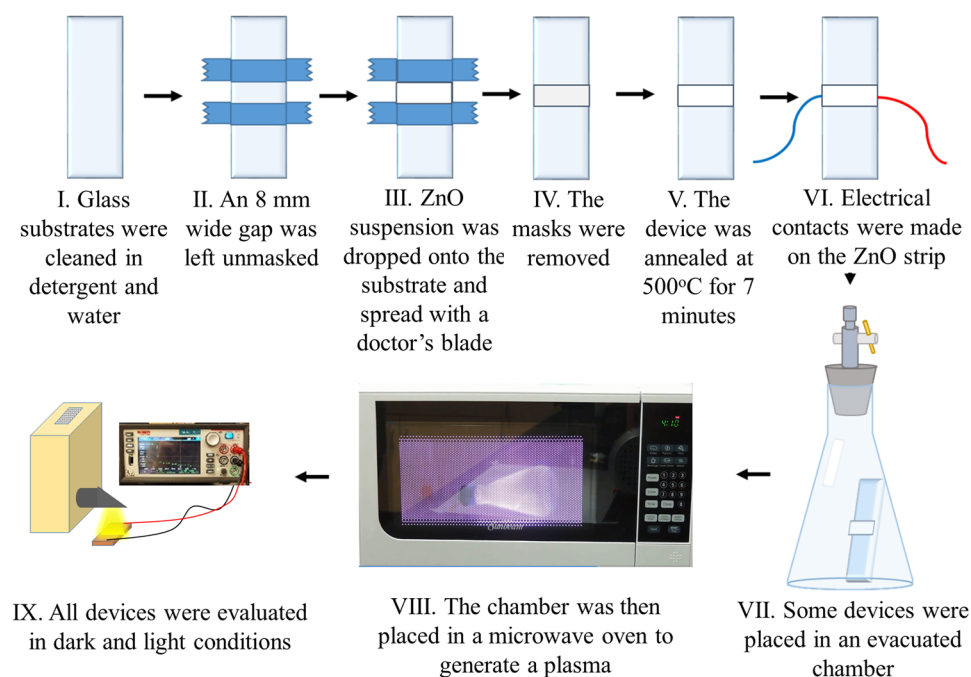 I. Glass
substrates were
cleaned in
detergent and
water
II. An 8 mm
wide gap was
left unmasked
III. ZnO
suspension was
dropped onto the
substrate and
spread with a
doctor's blade
IV. The
masks were
removed
V. The
device was
annealed at
500°C for 7
minutes
VI. Electrical
contacts were made
on the ZnO strip
VII. Some devices were
placed in an evacuated
chamber
4:10
Sunbeam
VIII. The chamber was then
placed in a microwave oven to
generate a plasma
IX. All devices were evaluated
in dark and light conditions